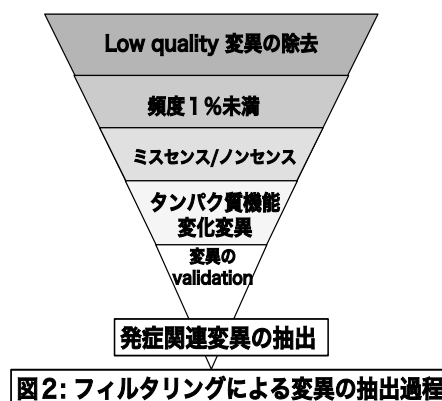 Low quality 変異の除去
頻度1%未満
ミスセンス/ノンセンス
タンパク質機能
変化変異
変異の
validation
発症関連変異の抽出
図2: フィルタリングによる変異の抽出過程